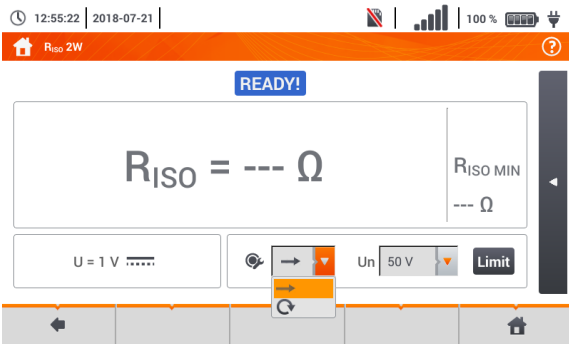 12:55:22 2018-07-21 100 %
RISO 2W ?
READY!
RISO = --- Ω
RISO MIN
--- Ω
U = 1 V
Un 50 V Limit